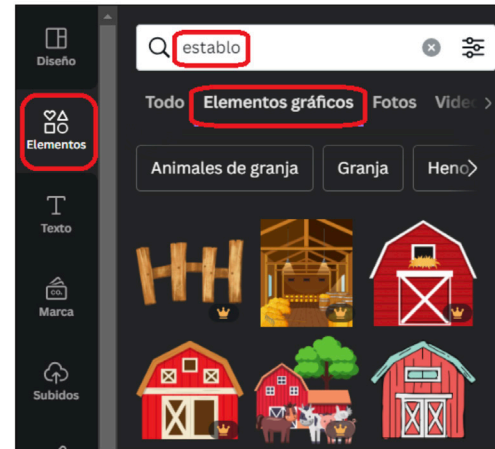 Diseño
Elementos
Texto
CO.
Marca
Subidos
establo
Todo Elementos gráficos Fotos
Animales de granja Granja Heno